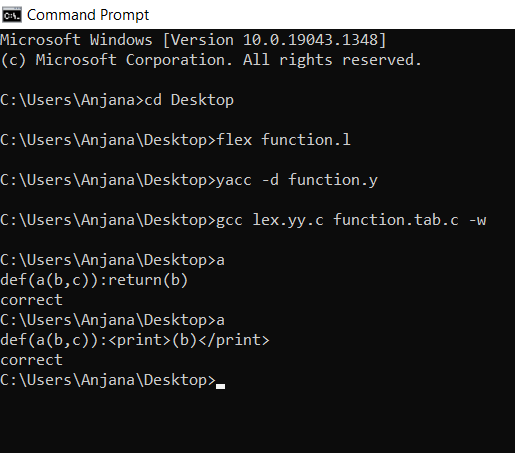 Command Prompt
Microsoft Windows [Version 10.0.19043.1348]
(c) Microsoft Corporation. All rights reserved.
C:\Users\Anjana>cd Desktop
C:\Users\Anjana\Desktop>flex function.l
C:\Users\Anjana\Desktop>yacc -d function.y
C:\Users\Anjana\Desktop>gcc lex.yy.c function.tab.c -w
C:\Users\Anjana\Desktop>a
def(a(b,c)):return(b)
correct
C:\Users\Anjana\Desktop>a
def(a(b,c)):<print>(b)</print>
correct
C:\Users\Anjana\Desktop>